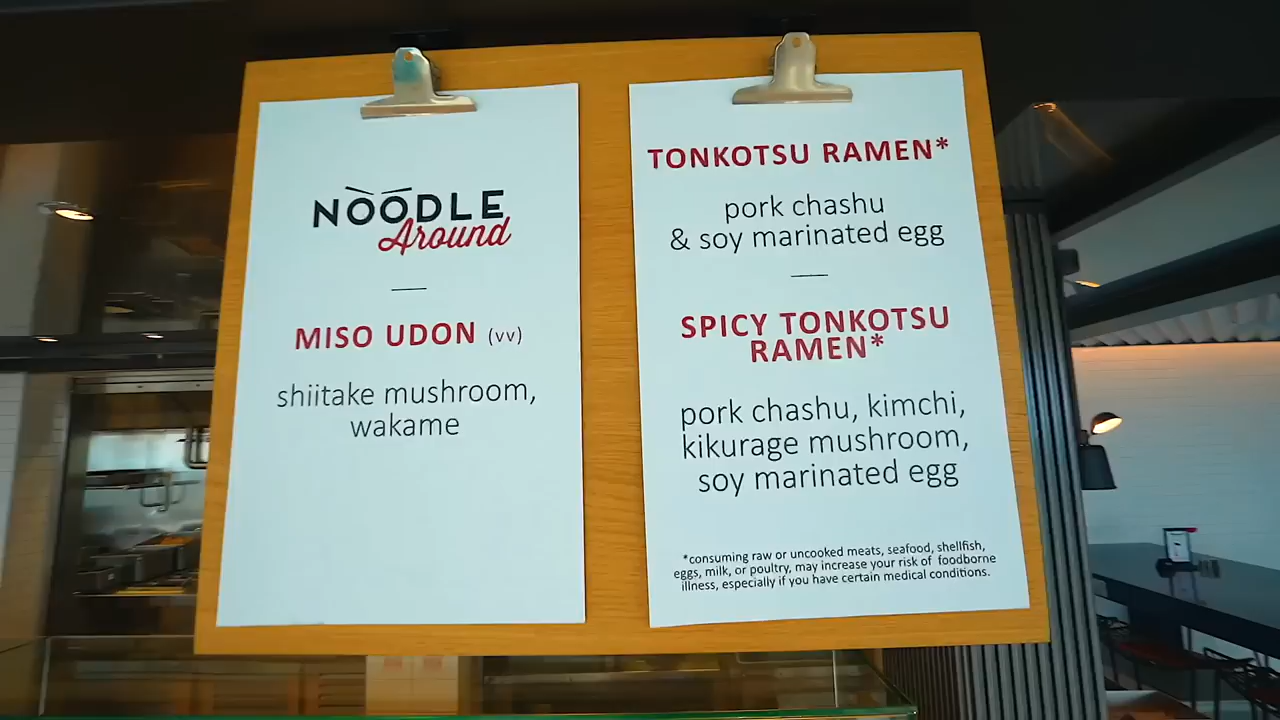 NOODLE
Around
MISO UDON (vv)
shiitake mushroom,
wakame
TONKOTSU RAMEN*
pork chashu
& soy marinated egg
SPICY TONKOTSU
RAMEN*
pork chashu, kimchi,
kikurage mushroom,
soy marinated egg
*consuming raw or uncooked meats, seafood, shellfish,
eggs, milk, or poultry, may increase your risk of foodborne
illness, especially if you have certain medical conditions.